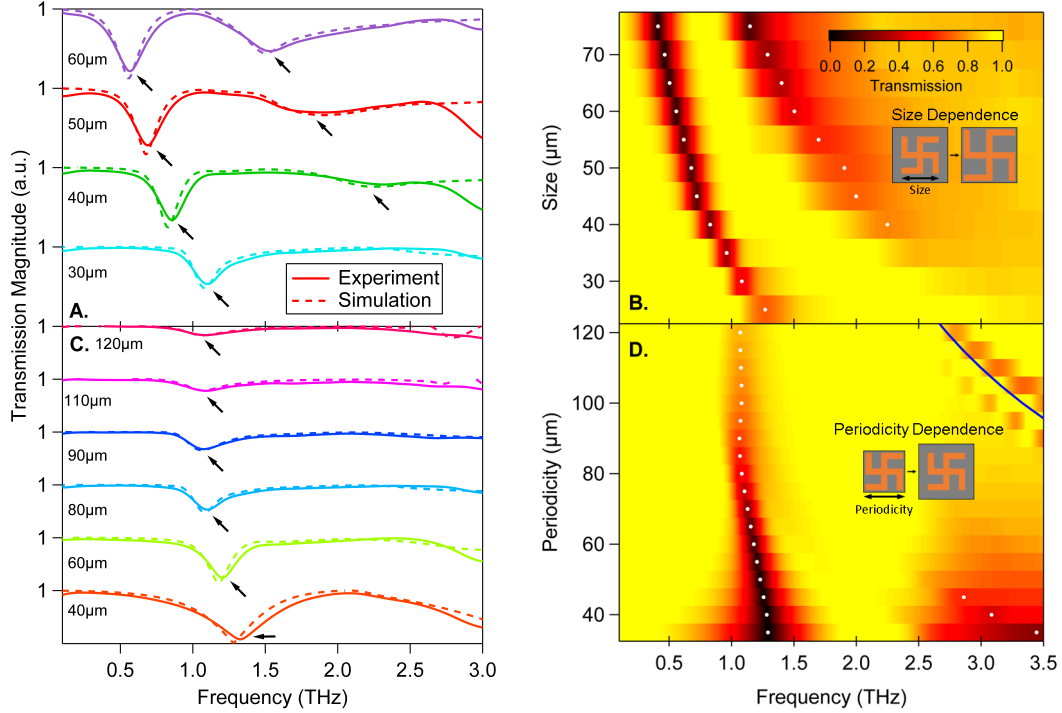 Transmission Magnitude (a.u.)
1
60µm
1
50µm
1
40µm
1
30µm
Experiment
Simulation
A.
1
C.
120µm
1
110µm
1
90µm
1
80µm
1
60µm
1
40µm
0.5 1.0 1.5 2.0 2.5 3.0
Frequency (THz)
Size (µm)
70
60
50
40
30
0.0 0.2 0.4 0.6 0.8 1.0
Transmission
Size Dependence
Size
B.
Periodicity (µm)
120
100
80
60
40
D.
Periodicity Dependence
Periodicity
0.5 1.0 1.5 2.0 2.5 3.0 3.5
Frequency (THz)